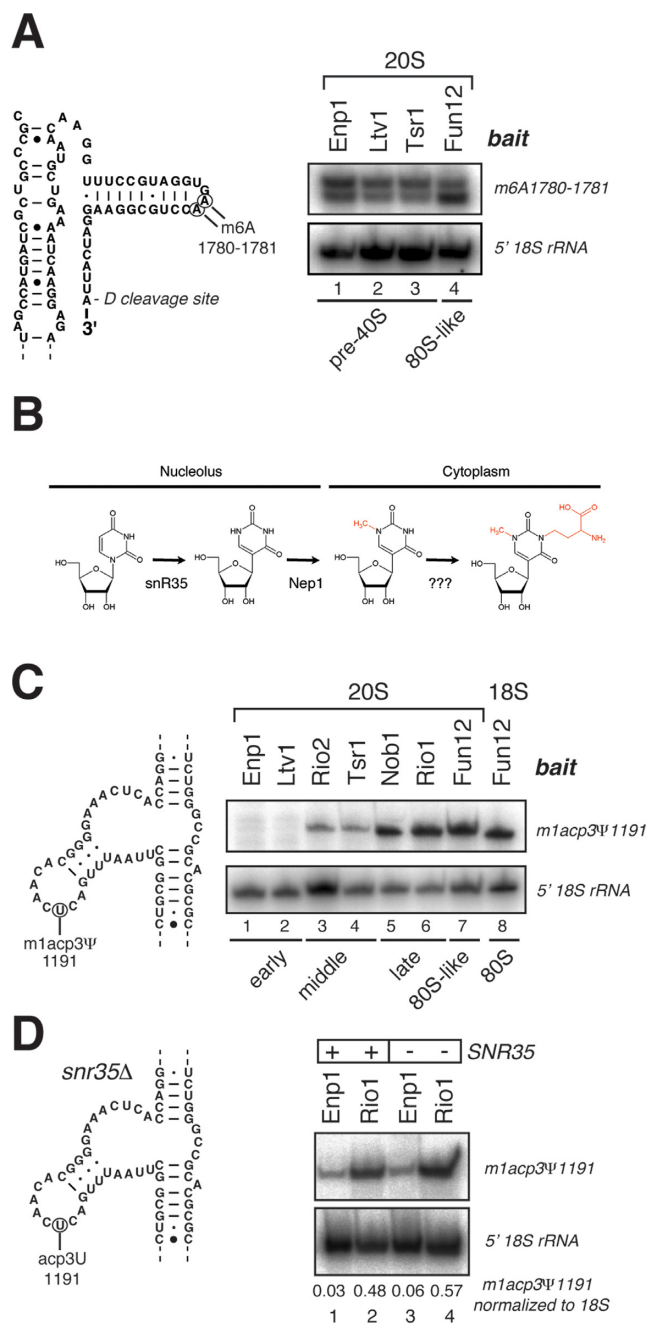 A
20S
Enp1 Ltv1 Tsr1 Fun12 bait
UUUCCGUAGGU
m6A1780-1781
m6A
1780-1781
5' 18S rRNA
D cleavage site
3'
1 2 3 4
pre-40S 80S-like
B
Nucleolus Cytoplasm
snR35 Nep1 ???
C
20S 18S
Enp1 Ltv1 Rio2 Tsr1 Nob1 Rio1 Fun12 Fun12 bait
m1acp3Ψ1191
5' 18S rRNA
m1acp3Ψ
1191
1 2 3 4 5 6 7 8
early middle late 80S-like 80S
D
snr35Δ
+ + - - SNR35
Enp1 Rio1 Enp1 Rio1
m1acp3Ψ1191
5' 18S rRNA
acp3U
1191
0.03 0.48 0.06 0.57 m1acp3Ψ1191
normalized to 18S
1 2 3 4